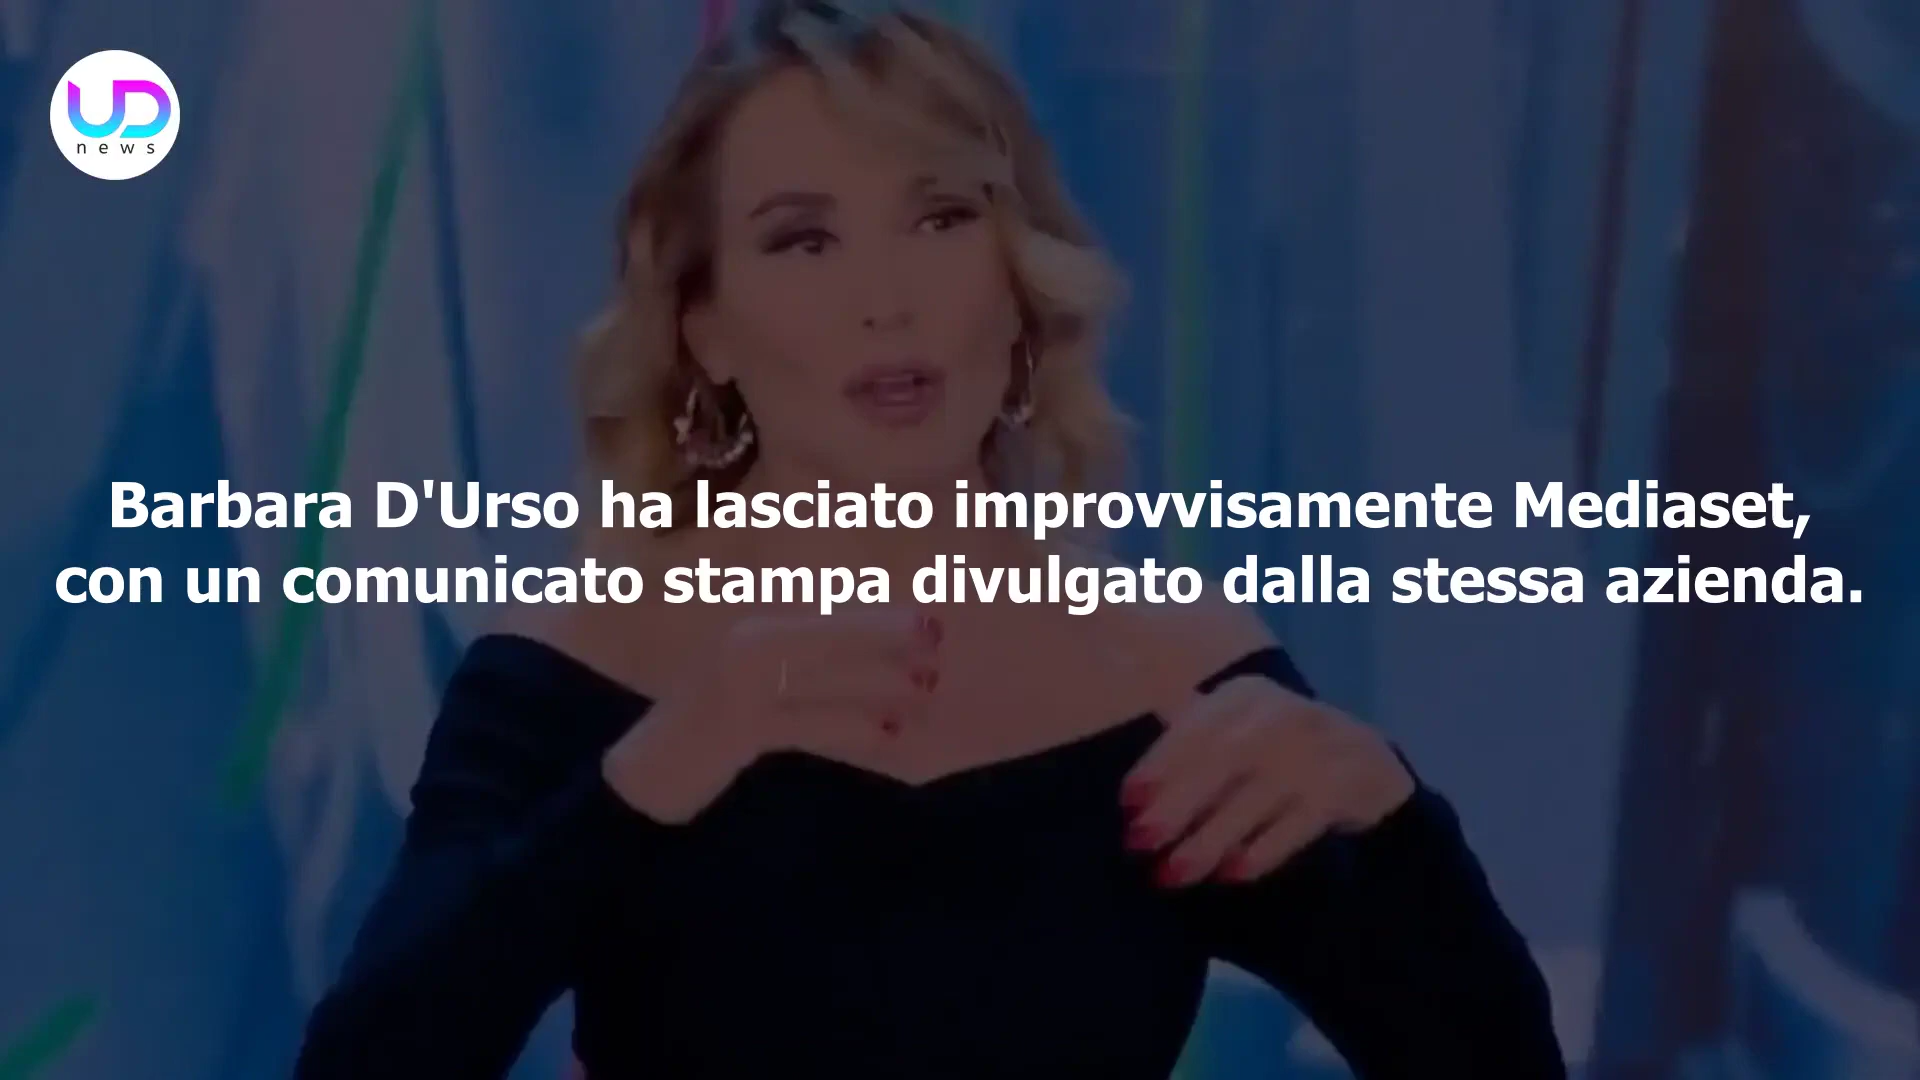 UD
news
Barbara D'Urso ha lasciato improvvisamente Mediaset,
con un comunicato stampa divulgato dalla stessa azienda.